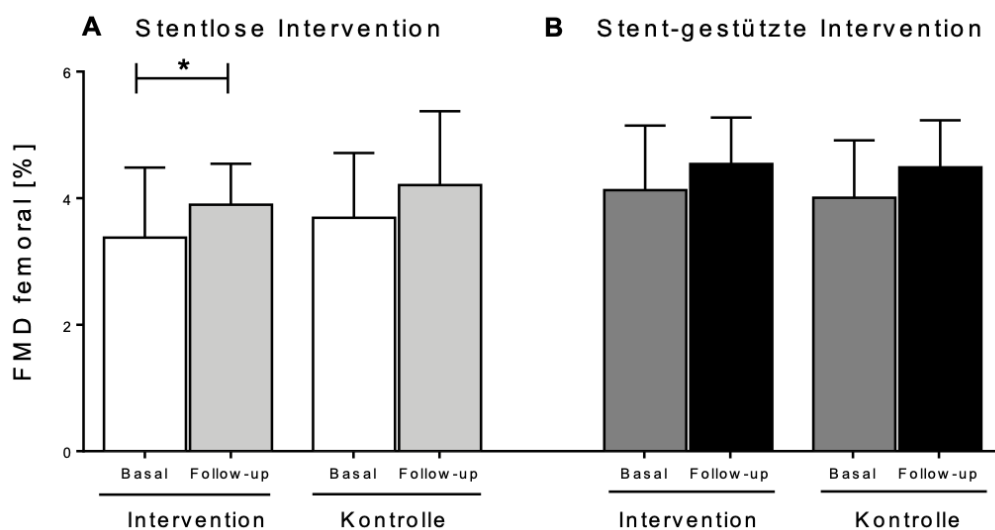 A Stentlose Intervention
B Stent-gestützte Intervention
*
FMD femoral [%]
6
4
2
0
Basal Follow-up Basal Follow-up Basal Follow-up Basal Follow-up
Intervention Kontrolle Intervention Kontrolle